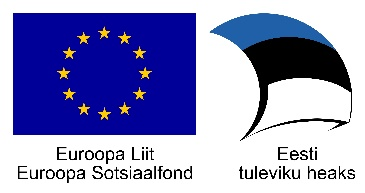 Euroopa Liit
Euroopa Sotsiaalfond
Eesti
tuleviku heaks